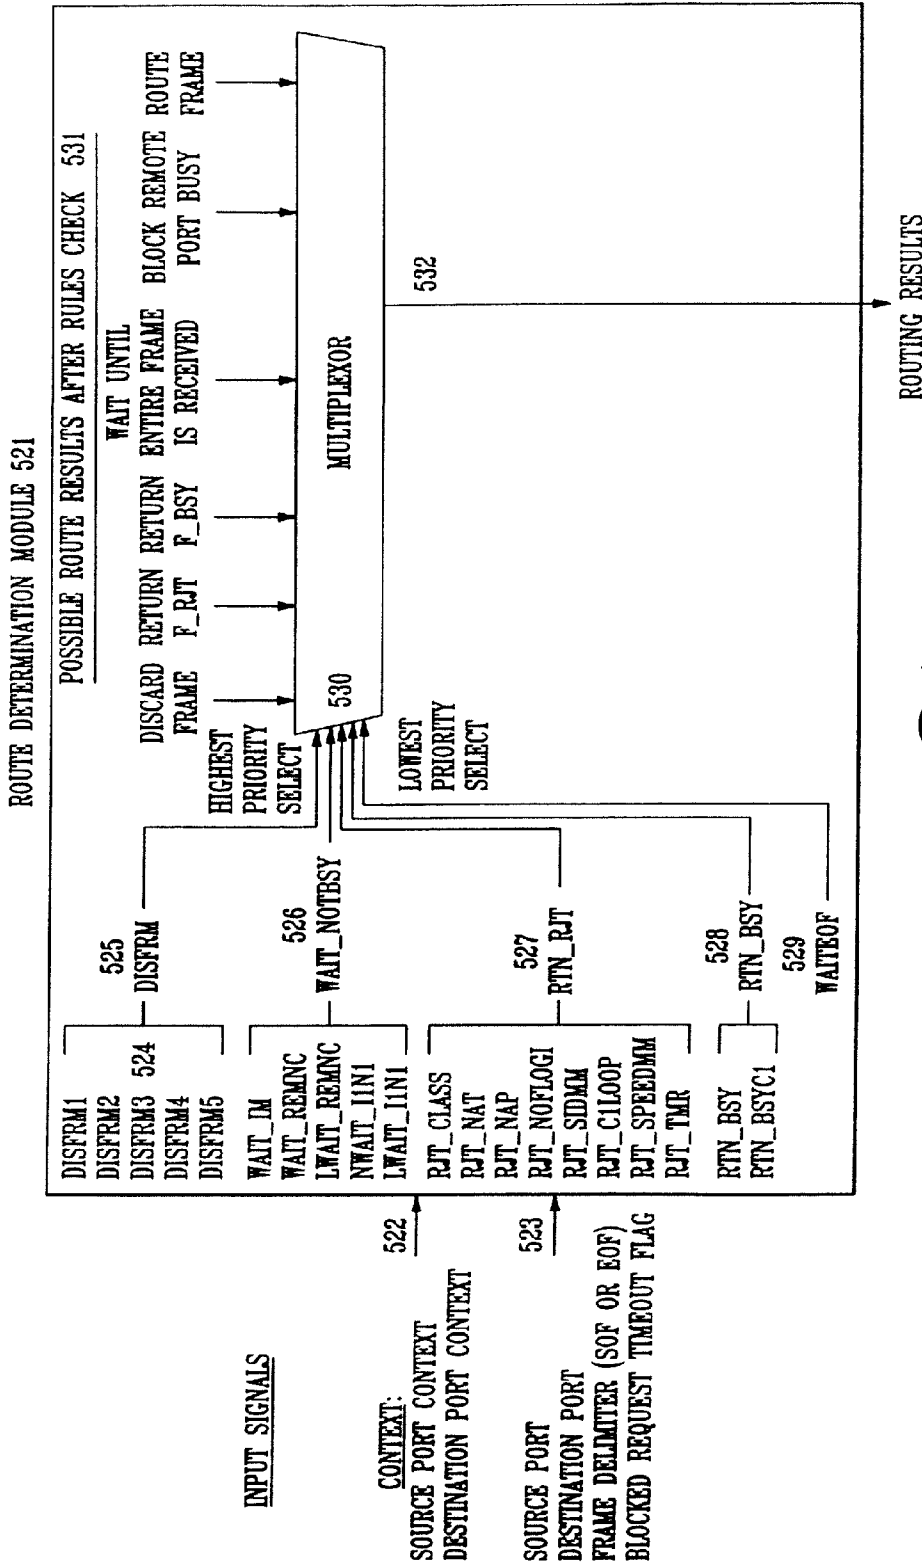 ROUTE DETERMINATION MODULE 521
POSSIBLE ROUTE RESULTS AFTER RULES CHECK 531
DISCARD
FRAME
RETURN
F_RJT
RETURN
F_BSY
WAIT UNTIL
ENTIRE FRAME
IS RECEIVED
BLOCK REMOTE
PORT BUSY
ROUTE
FRAME
HIGHEST
PRIORITY
SELECT
530
MULTIPLEXOR
532
LOWEST
PRIORITY
SELECT
DISFRM1
DISFRM2
DISFRM3 524
DISFRM4
DISFRM5
525
DISFRM
WAIT_IM
WAIT_REMNC
LWAIT_REMNC
NWAIT_I1N1
LWAIT_I1N1
526
WAIT_NOTBSY
RJT_CLASS
RJT_NAT
RJT_NAP
RJT_NOFLOGI
RJT_SIDMM
RJT_C1LOOP
RJT_SPEEDMM
RJT_TMR
527
RTN_RJT
RTN_BSY
RTN_BSYC1
528
RTN_BSY
529
WAITEOF
INPUT SIGNALS
CONTEXT:
SOURCE PORT CONTEXT
DESTINATION PORT CONTEXT
522
SOURCE PORT
DESTINATION PORT
FRAME DELIMITER (SOF OR EOF)
BLOCKED REQUEST TIMEOUT FLAG
523
ROUTING RESULTS